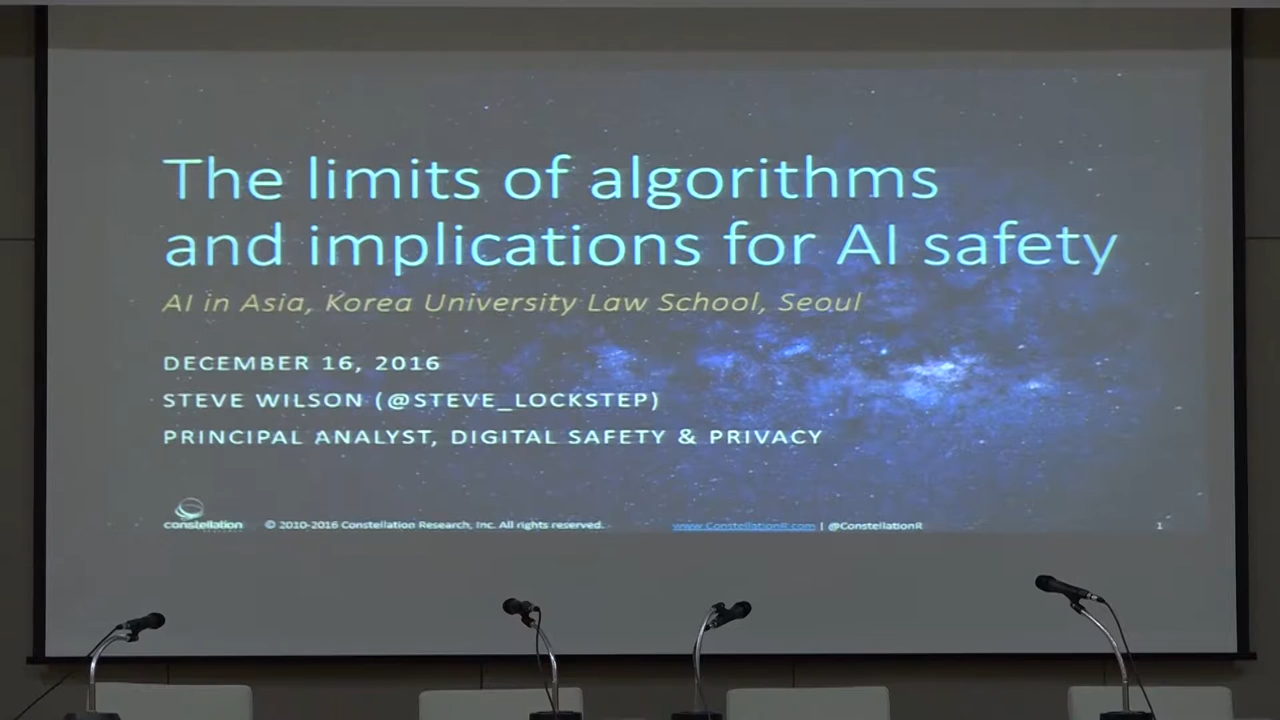 The limits of algorithms
and implications for AI safety
AI in Asia, Korea University Law School, Seoul
DECEMBER 16, 2016
STEVE WILSON (@STEVE_LOCKSTEP)
PRINCIPAL ANALYST, DIGITAL SAFETY & PRIVACY
constellation © 2010-2016 Constellation Research, Inc. All rights reserved. www.ConstellationR.com | @ConstellationR 1